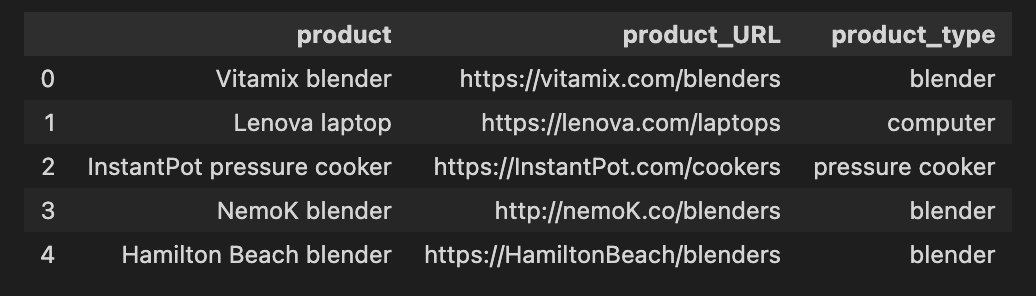 product product_URL product_type
0 Vitamix blender https://vitamix.com/blenders blender
1 Lenova laptop https://lenova.com/laptops computer
2 InstantPot pressure cooker https://InstantPot.com/cookers pressure cooker
3 NemoK blender http://nemoK.co/blenders blender
4 Hamilton Beach blender https://HamiltonBeach/blenders blender